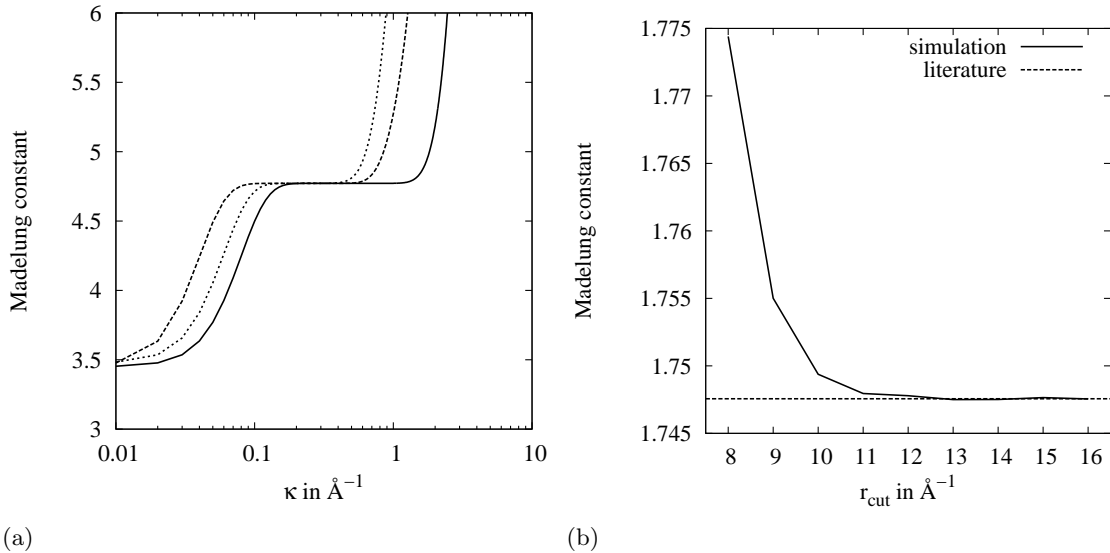 6
5.5
5
4.5
4
3.5
3
0.01 0.1 1 10
Madelung constant
κ in Å⁻¹
(a)
1.775
1.77
1.765
1.76
1.755
1.75
1.745
8 9 10 11 12 13 14 15 16
Madelung constant
r_cut in Å⁻¹
simulation
literature
(b)